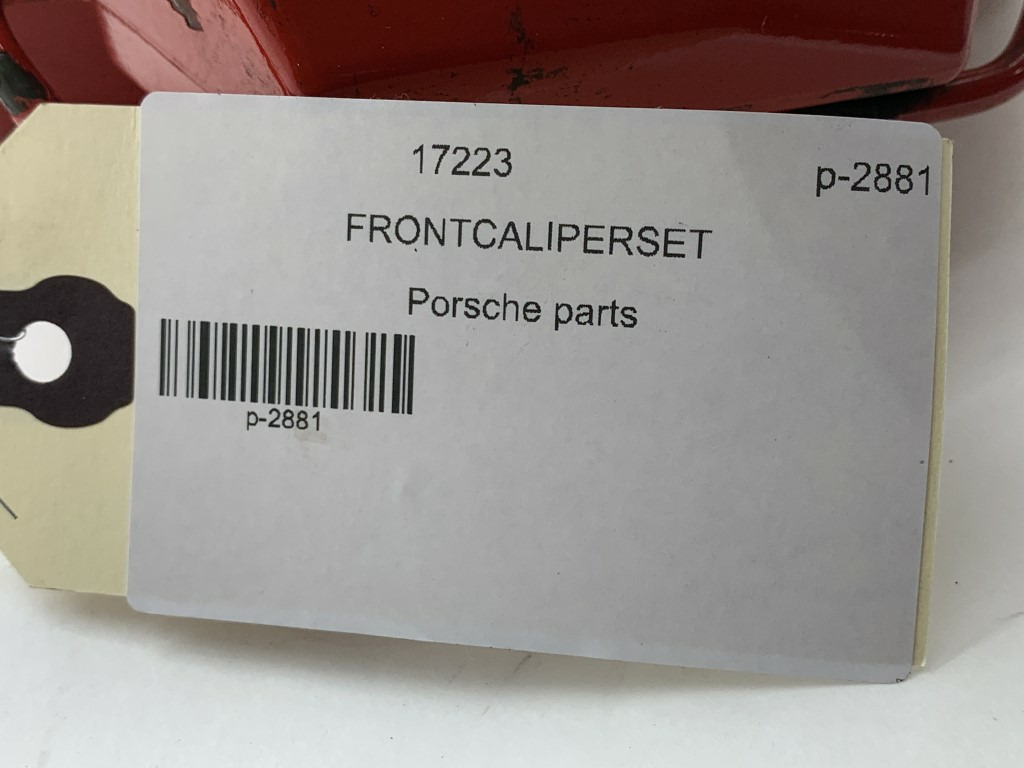 17223
p-2881
FRONTCALIPERSET
Porsche parts
p-2881